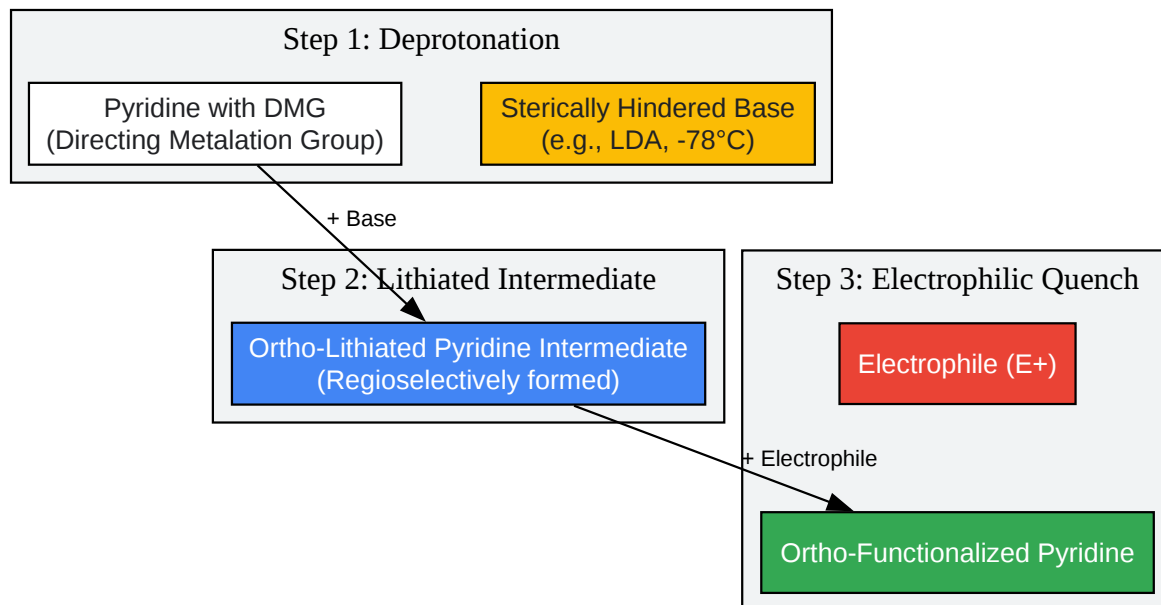 Step 1: Deprotonation
Pyridine with DMG
(Directing Metalation Group)
Sterically Hindered Base
(e.g., LDA, -78°C)
+ Base
Step 2: Lithiated Intermediate
Ortho-Lithiated Pyridine Intermediate
(Regioselectively formed)
Step 3: Electrophilic Quench
Electrophile (E+)
+ Electrophile
Ortho-Functionalized Pyridine